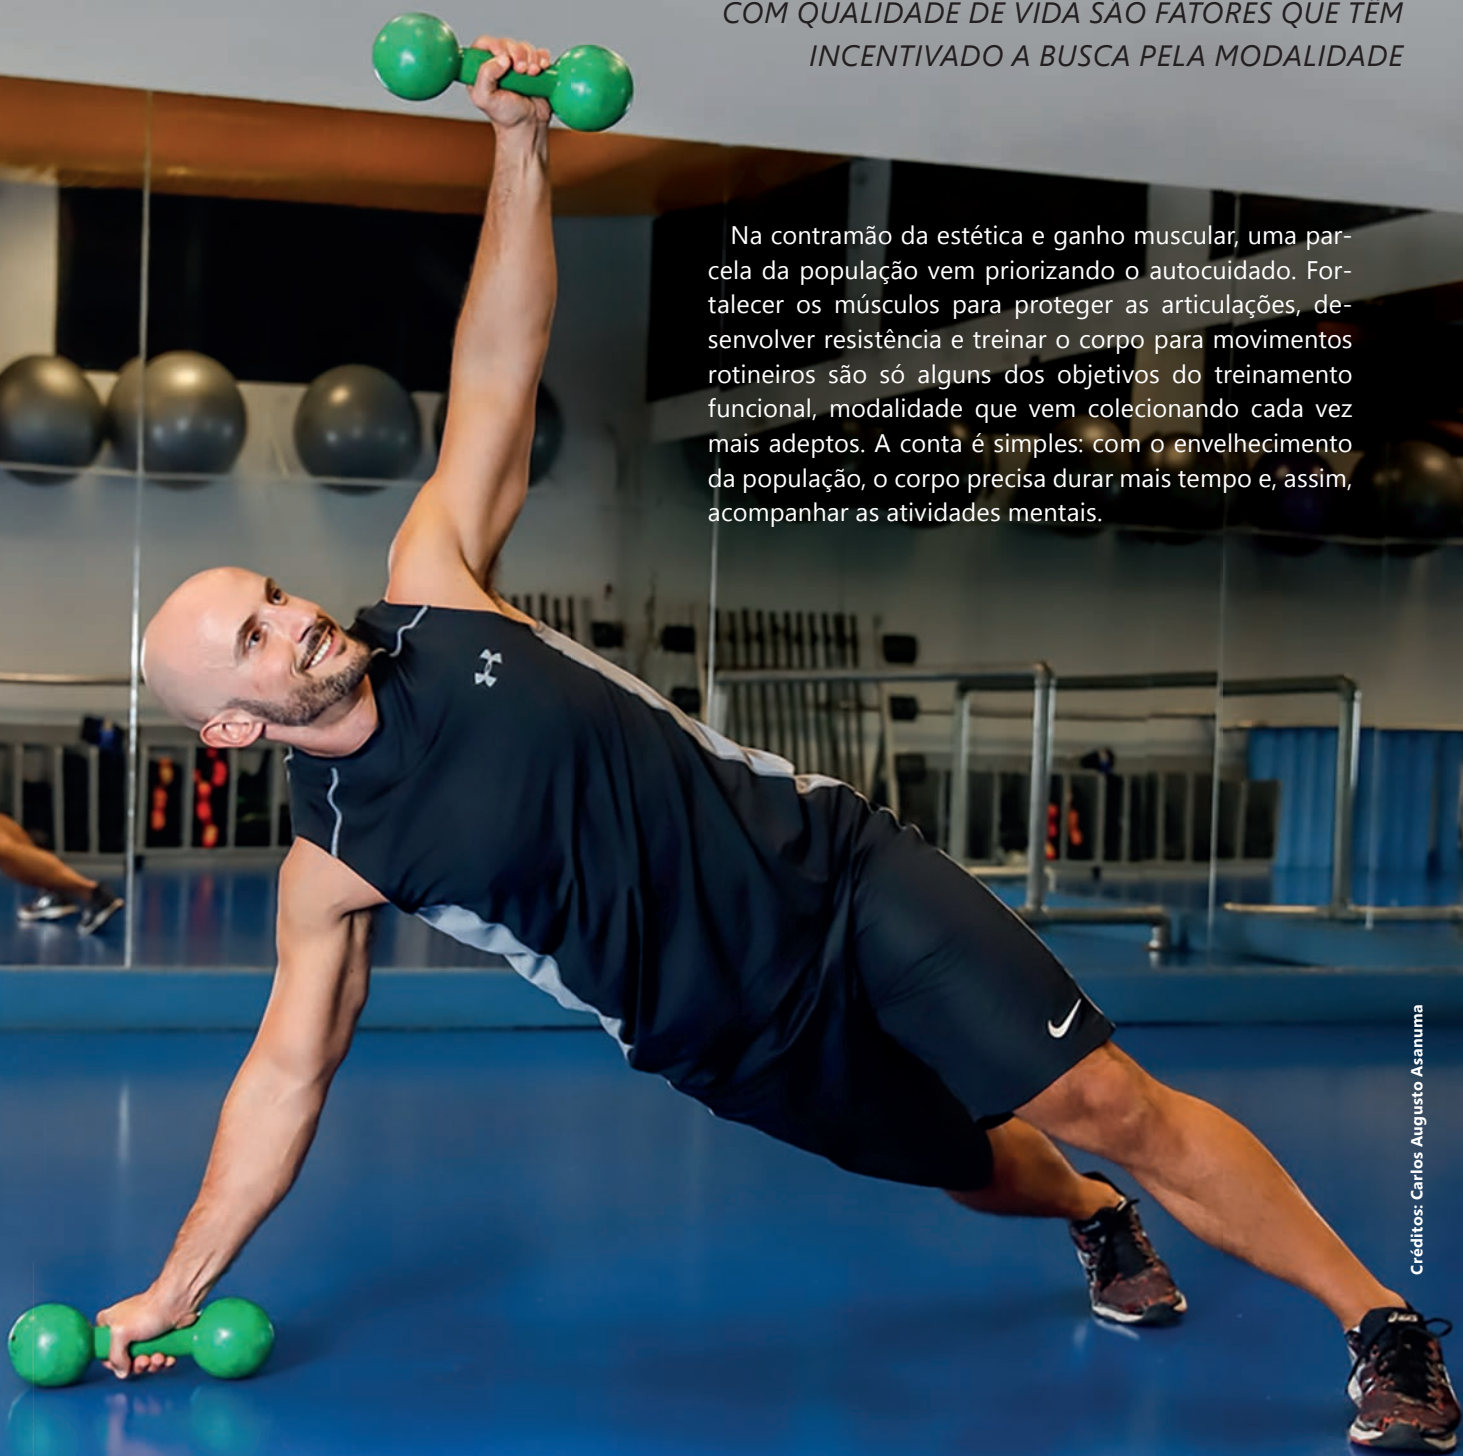 COM QUALIDADE DE VIDA SÃO FATORES QUE TÊM
INCENTIVADO A BUSCA PELA MODALIDADE
Na contramão da estética e ganho muscular, uma par-
cela da população vem priorizando o autocuidado. For-
talecer os músculos para proteger as articulações, de-
senvolver resistência e treinar o corpo para movimentos
rotineiros são só alguns dos objetivos do treinamento
funcional, modalidade que vem colecionando cada vez
mais adeptos. A conta é simples: com o envelhecimento
da população, o corpo precisa durar mais tempo e, assim,
acompanhar as atividades mentais.
Créditos: Carlos Augusto Asanuma